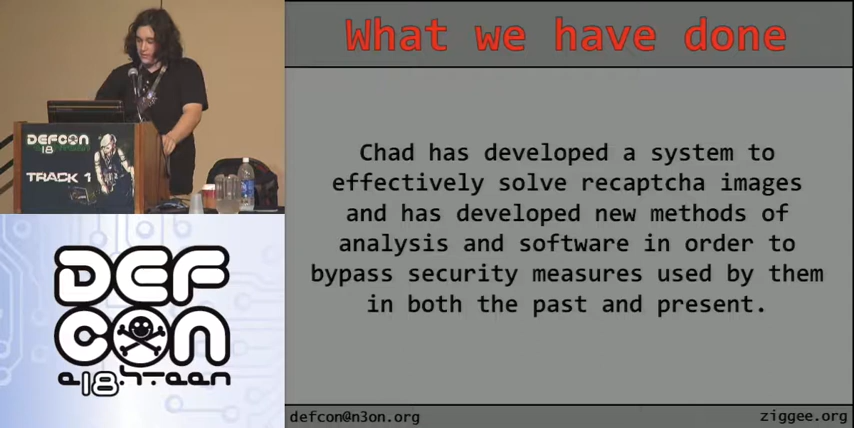 What we have done
Chad has developed a system to
effectively solve recaptcha images
and has developed new methods of
analysis and software in order to
bypass security measures used by them
in both the past and present.
defcon@n3on.org
ziggee.org
DEFCON
18
TRACK 1
DEF
CON
e.18.h-teen